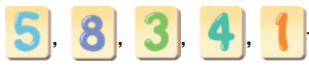 5, 8, 3, 4, 1.